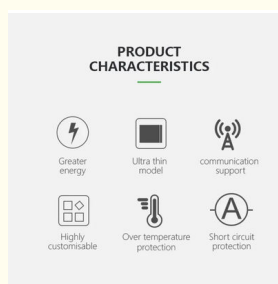 PRODUCT
CHARACTERISTICS
Greater
energy
Ultra thin
model
communication
support
Highly
customisable
Over temperature
protection
A
Short circuit
protection